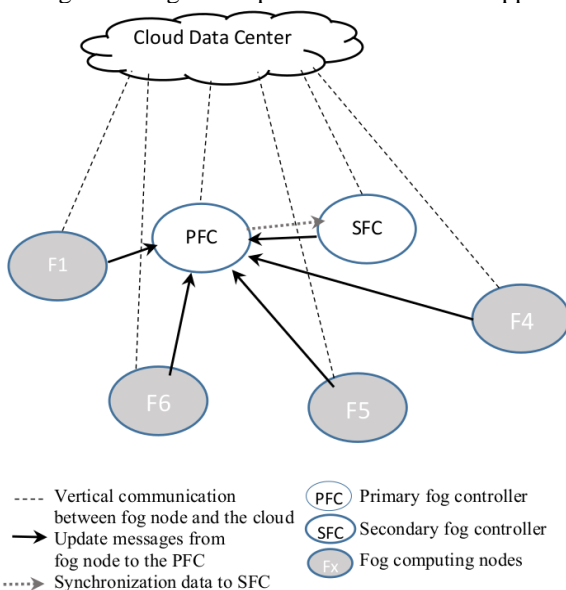 Cloud Data Center
PFC
SFC
F1
F4
F6
F5
Vertical communication
between fog node and the cloud
Update messages from
fog node to the PFC
Synchronization data to SFC
PFC Primary fog controller
SFC Secondary fog controller
Fx Fog computing nodes